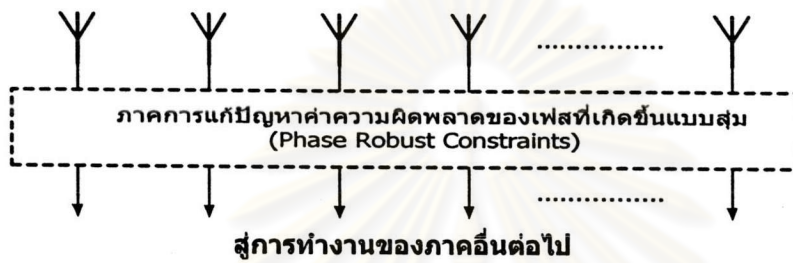 ภาคการแก้ปัญหาค่าความผิดพลาดของเฟสที่เกิดขึ้นแบบสุ่ม
(Phase Robust Constraints)
สู่การทำงานของภาคอื่นต่อไป